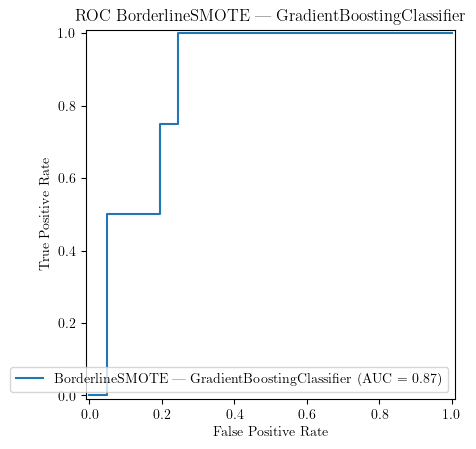 ROC BorderlineSMOTE — GradientBoostingClassifier
1.0
0.8
0.6
0.4
0.2
0.0
True Positive Rate
BorderlineSMOTE — GradientBoostingClassifier (AUC = 0.87)
0.0 0.2 0.4 0.6 0.8 1.0
False Positive Rate